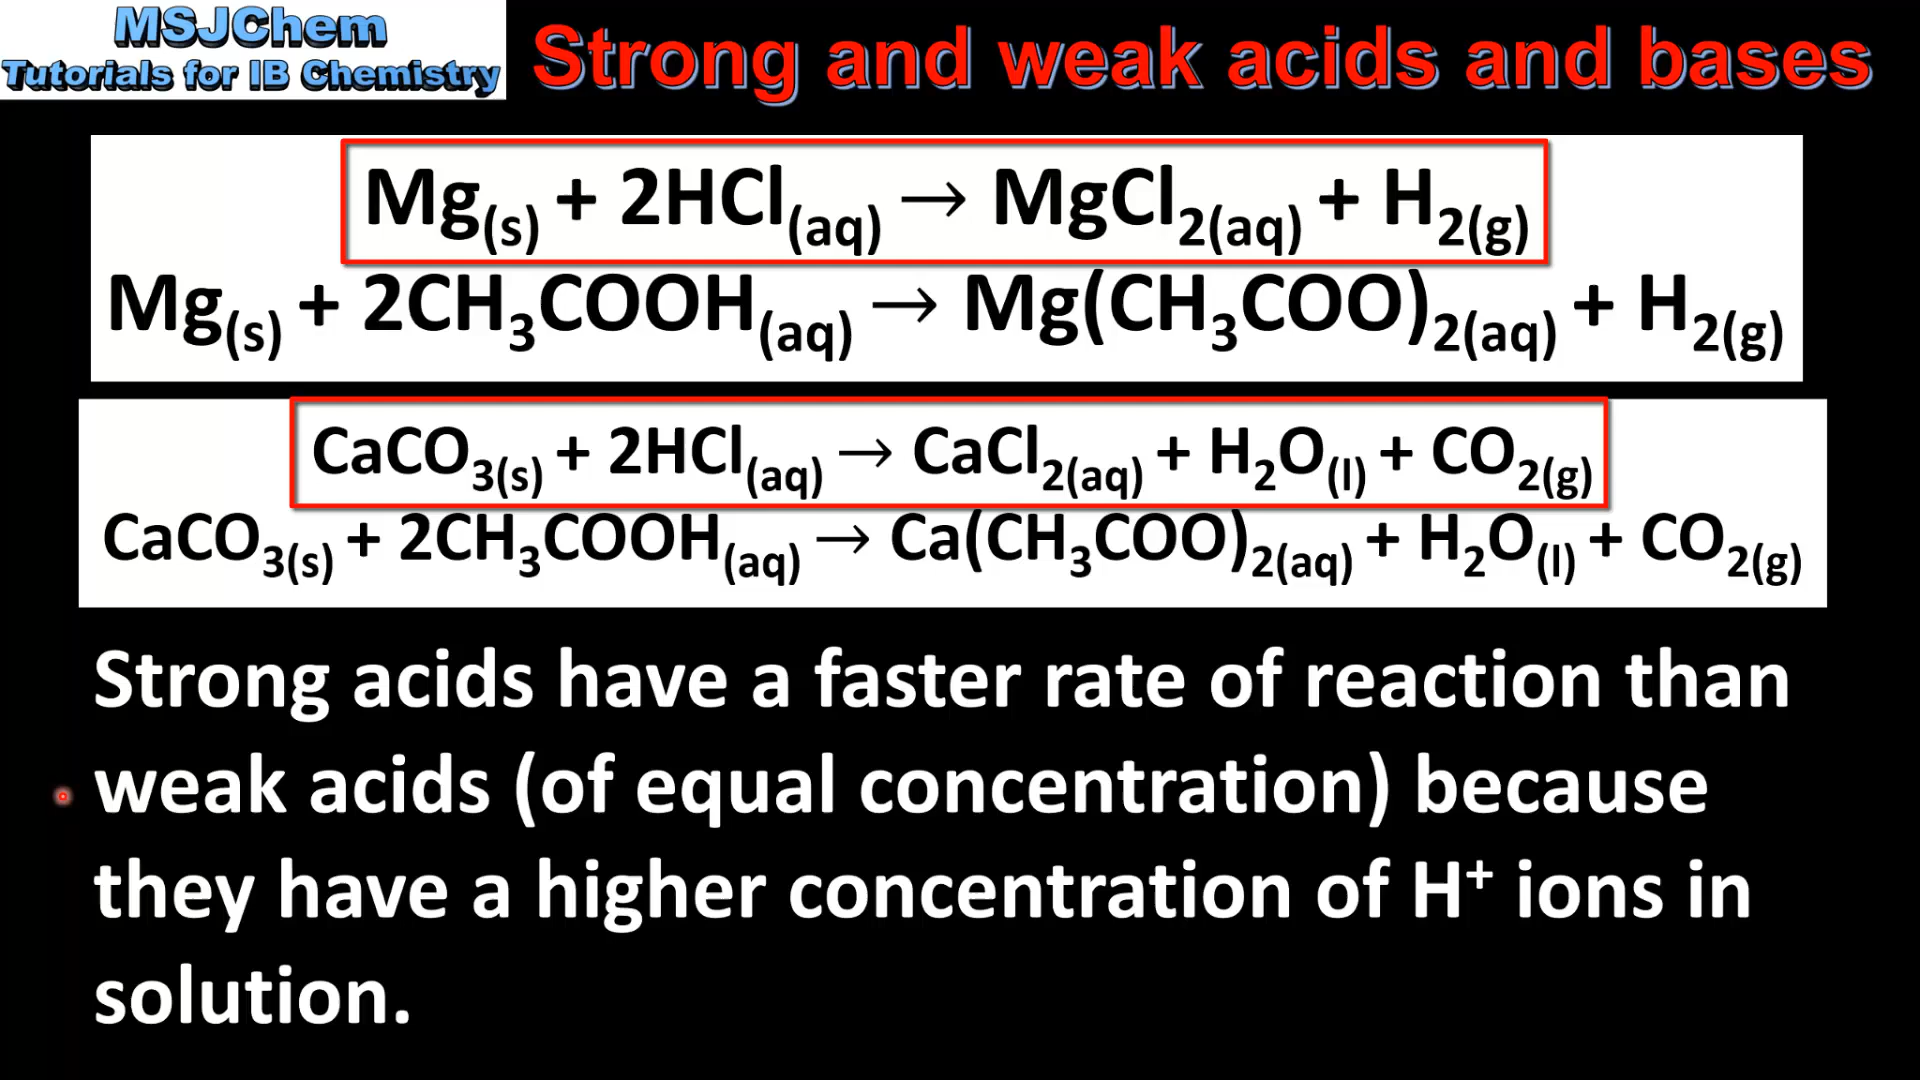 MSJChem
Tutorials for IB Chemistry
Strong and weak acids and bases
Mg(s) + 2HCl(aq) → MgCl2(aq) + H2(g)
Mg(s) + 2CH3COOH(aq) → Mg(CH3COO)2(aq) + H2(g)
CaCO3(s) + 2HCl(aq) → CaCl2(aq) + H2O(l) + CO2(g)
CaCO3(s) + 2CH3COOH(aq) → Ca(CH3COO)2(aq) + H2O(l) + CO2(g)
Strong acids have a faster rate of reaction than
weak acids (of equal concentration) because
they have a higher concentration of H⁺ ions in
solution.